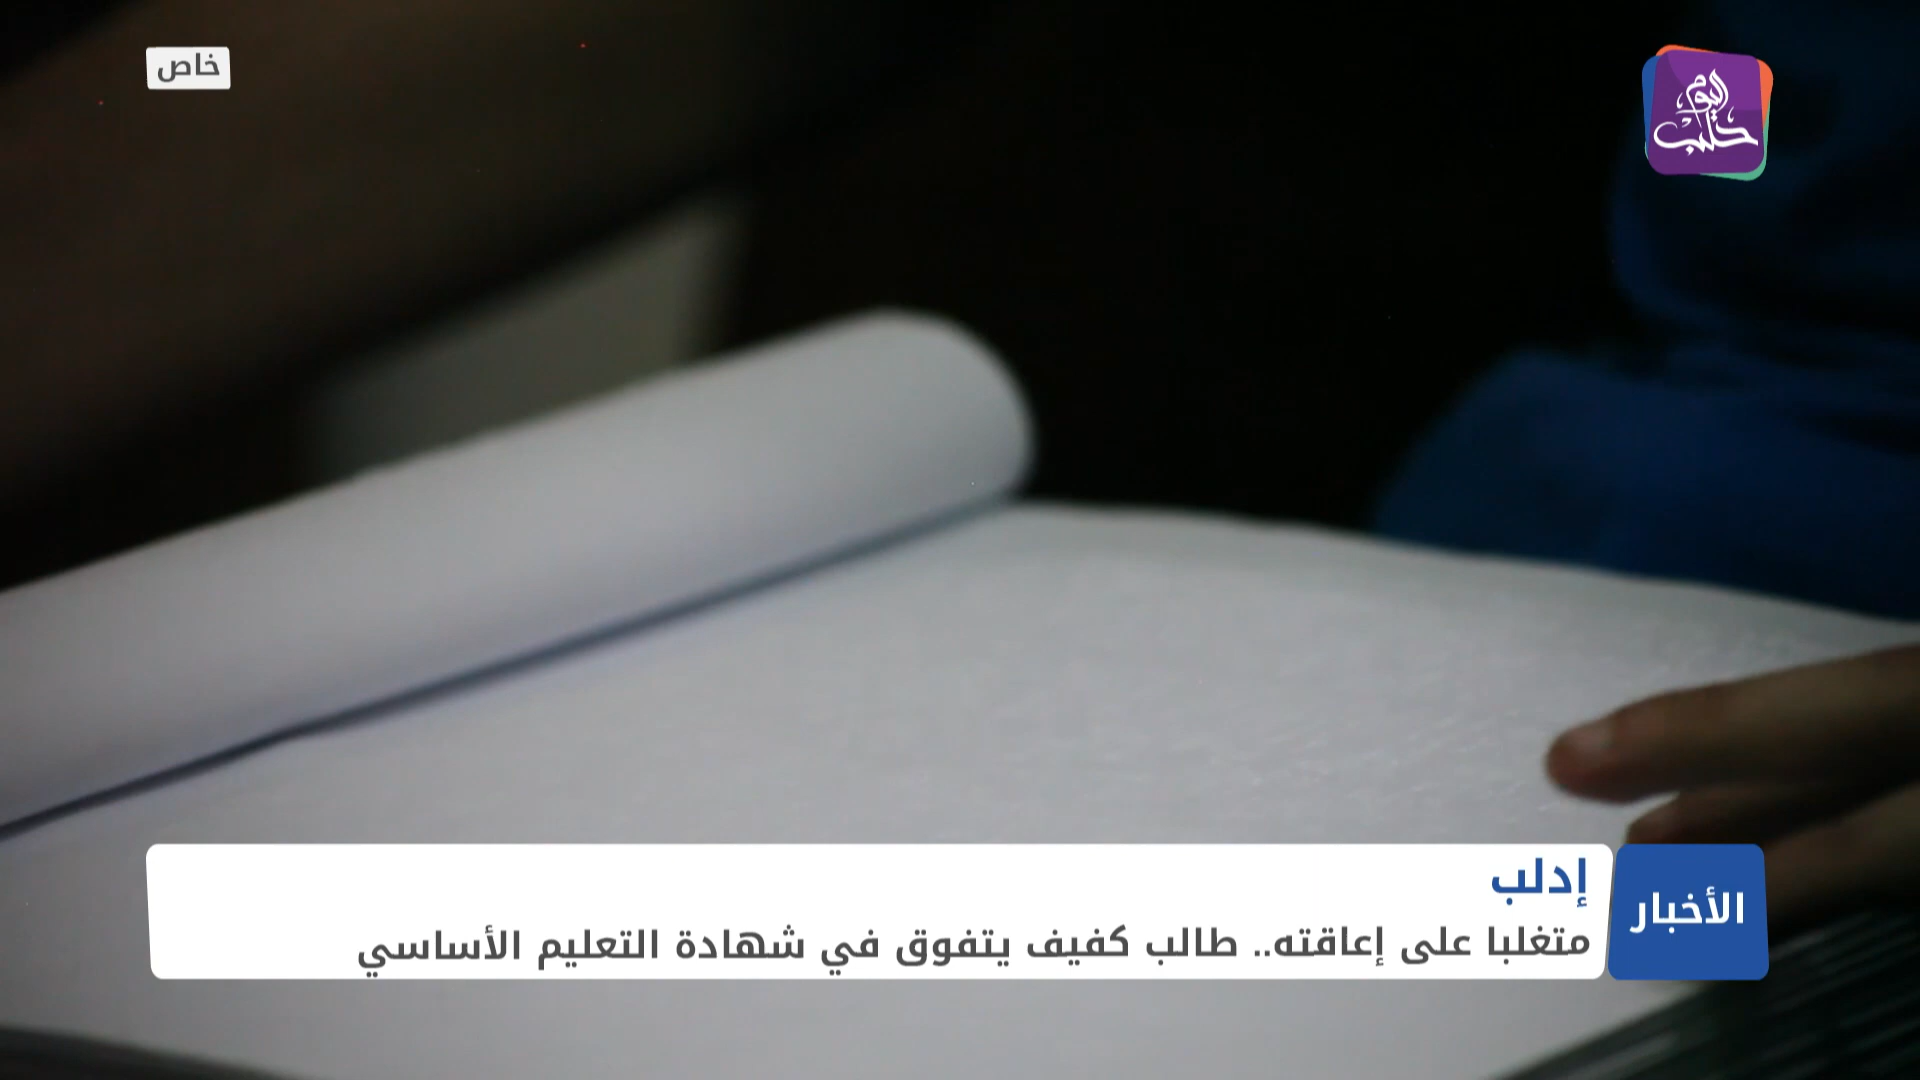 خاص
اليوم
حلب
الأخبار
إدلب
متغلبا على إعاقته.. طالب كفيف يتفوق في شهادة التعليم الأساسي